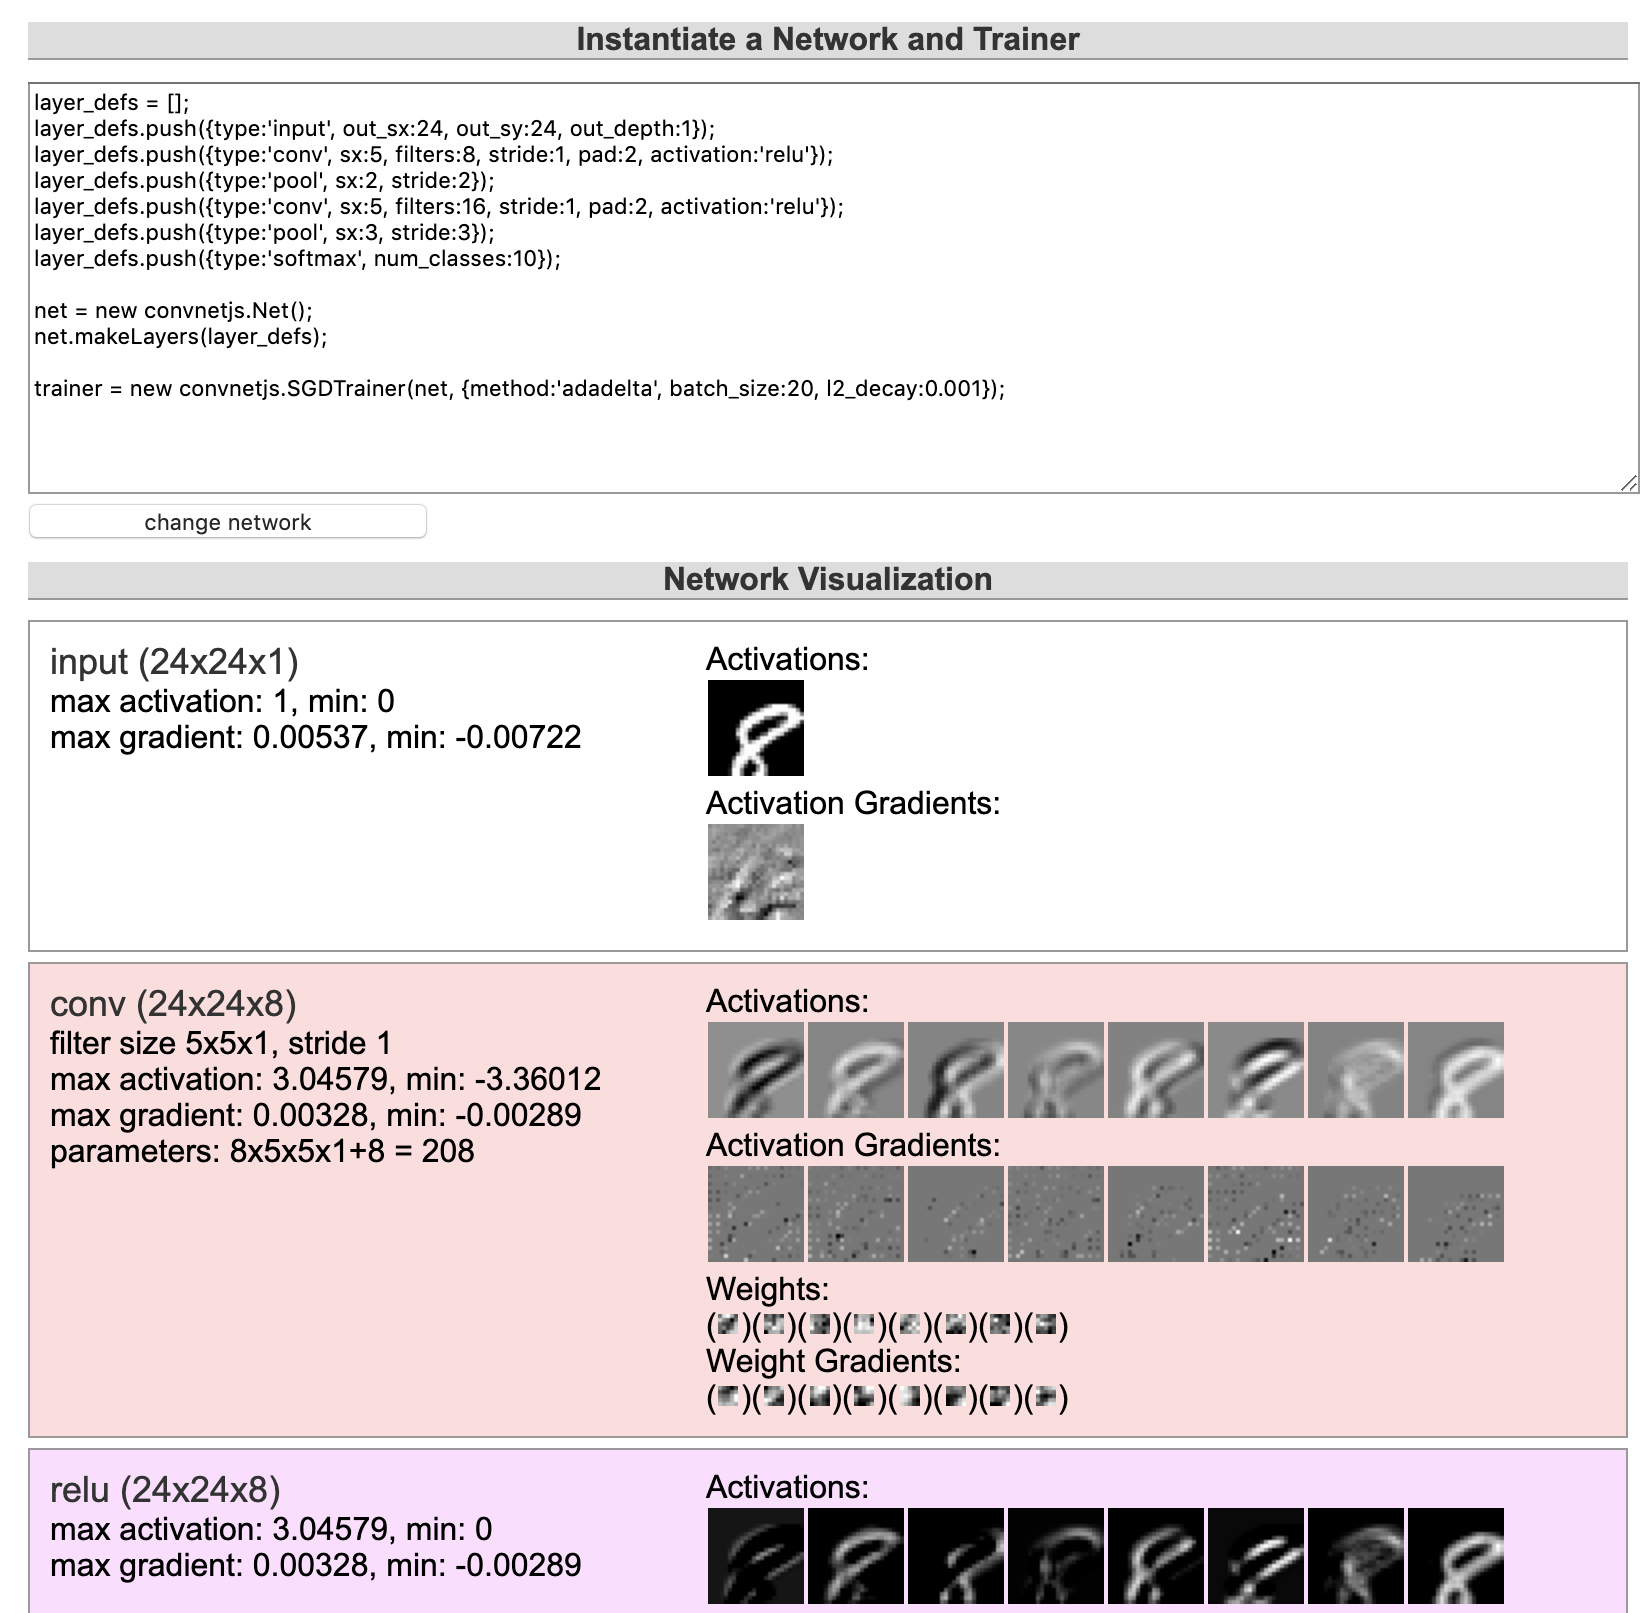 Instantiate a Network and Trainer
layer_defs = [];
layer_defs.push({type:'input', out_sx:24, out_sy:24, out_depth:1});
layer_defs.push({type:'conv', sx:5, filters:8, stride:1, pad:2, activation:'relu'});
layer_defs.push({type:'pool', sx:2, stride:2});
layer_defs.push({type:'conv', sx:5, filters:16, stride:1, pad:2, activation:'relu'});
layer_defs.push({type:'pool', sx:3, stride:3});
layer_defs.push({type:'softmax', num_classes:10});
net = new convnetjs.Net();
net.makeLayers(layer_defs);
trainer = new convnetjs.SGDTrainer(net, {method:'adadelta', batch_size:20, l2_decay:0.001});
change network
Network Visualization
input (24x24x1)
max activation: 1, min: 0
max gradient: 0.00537, min: -0.00722
Activations:
Activation Gradients:
conv (24x24x8)
filter size 5x5x1, stride 1
max activation: 3.04579, min: -3.36012
max gradient: 0.00328, min: -0.00289
parameters: 8x5x5x1+8 = 208
Activations:
Activation Gradients:
Weights:
( )( )( )( )( )( )( )( )
Weight Gradients:
( )( )( )( )( )( )( )( )
relu (24x24x8)
max activation: 3.04579, min: 0
max gradient: 0.00328, min: -0.00289
Activations: